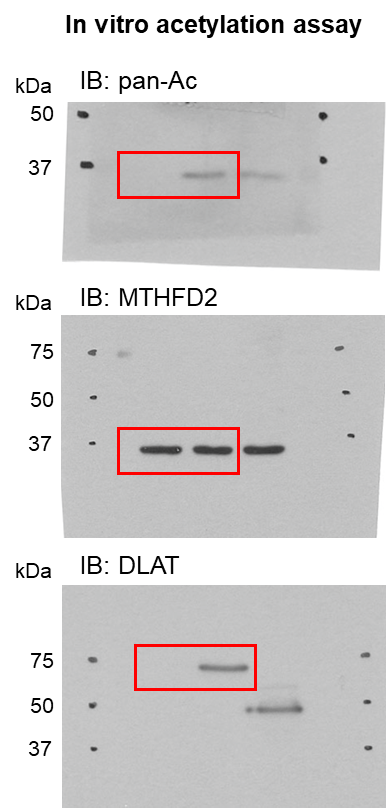 In vitro acetylation assay
kDa IB: pan-Ac
50
37
kDa IB: MTHFD2
75
50
37
kDa IB: DLAT
75
50
37